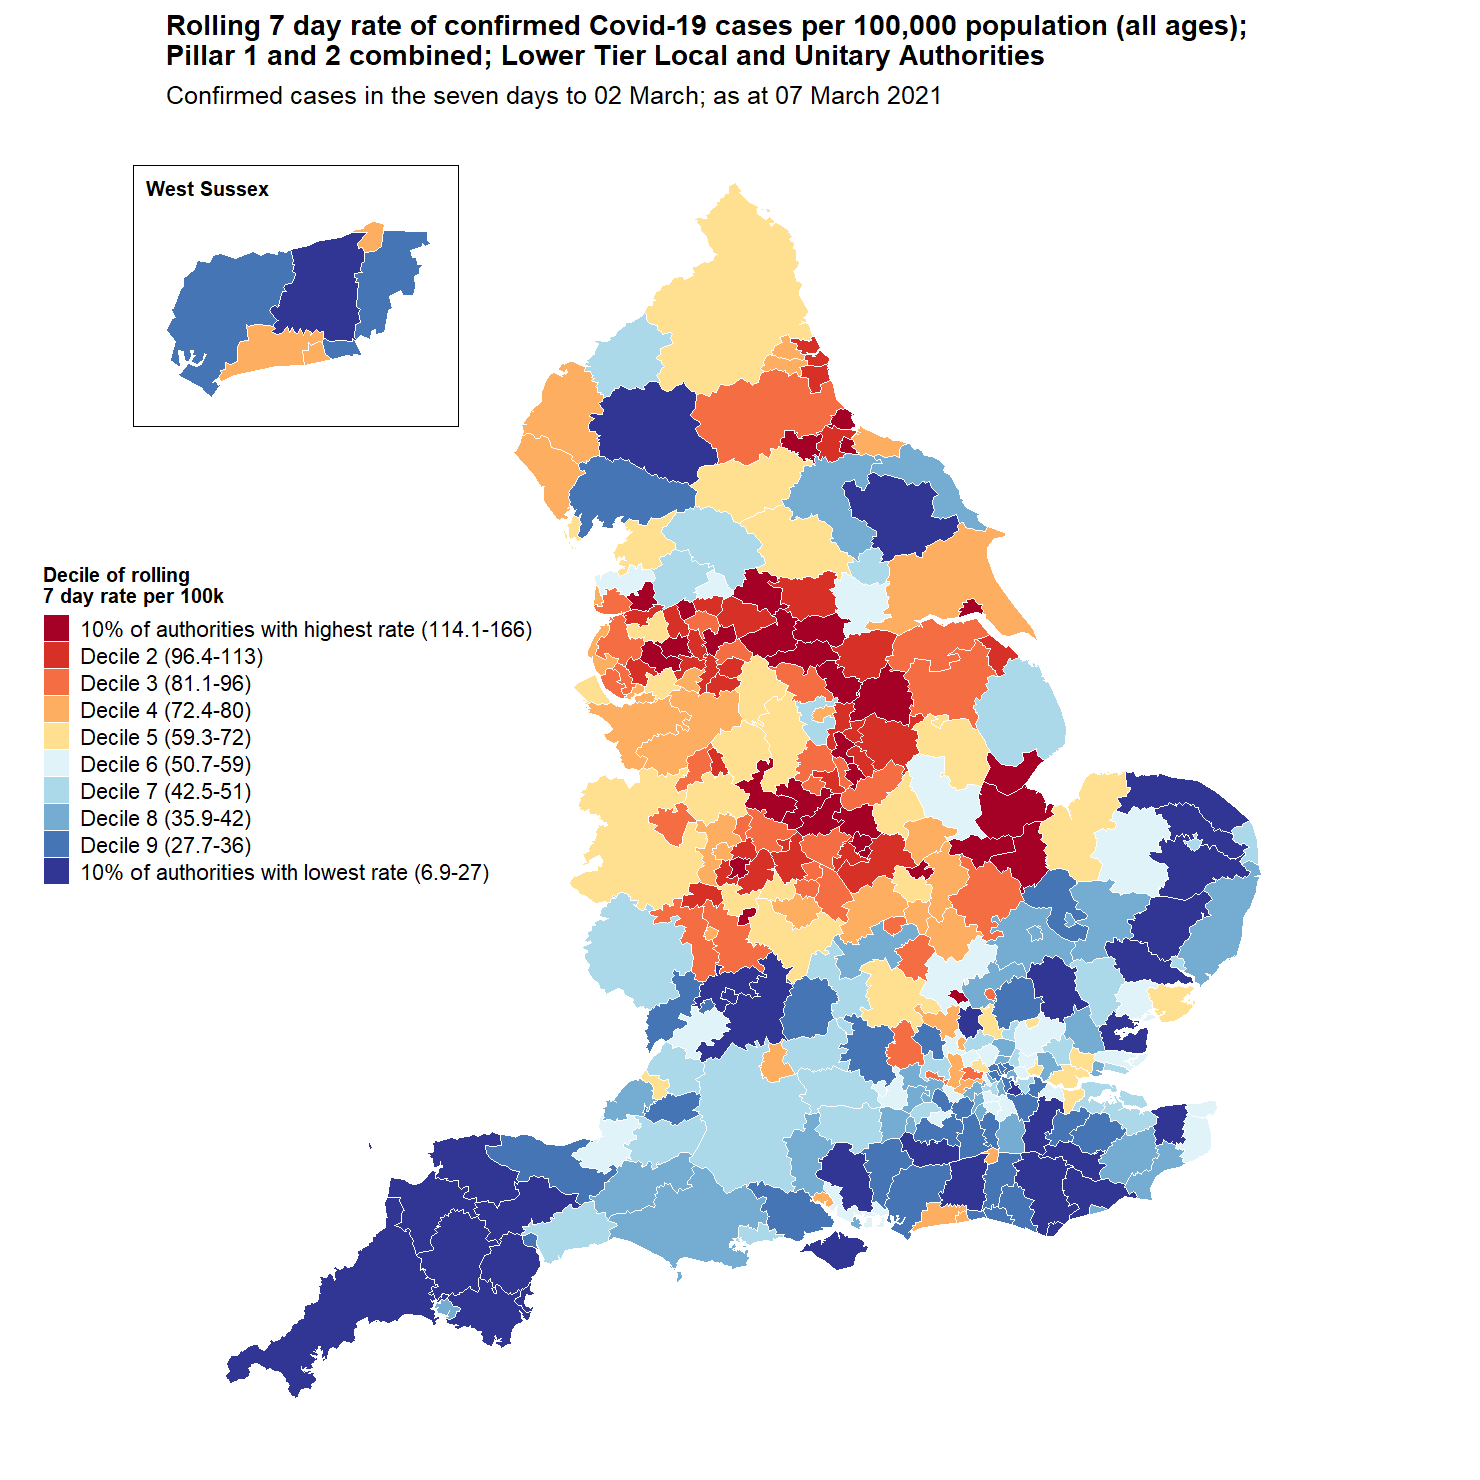 Rolling 7 day rate of confirmed Covid-19 cases per 100,000 population (all ages);
Pillar 1 and 2 combined; Lower Tier Local and Unitary Authorities
Confirmed cases in the seven days to 02 March; as at 07 March 2021
West Sussex
Decile of rolling
7 day rate per 100k
10% of authorities with highest rate (114.1-166)
Decile 2 (96.4-113)
Decile 3 (81.1-96)
Decile 4 (72.4-80)
Decile 5 (59.3-72)
Decile 6 (50.7-59)
Decile 7 (42.5-51)
Decile 8 (35.9-42)
Decile 9 (27.7-36)
10% of authorities with lowest rate (6.9-27)